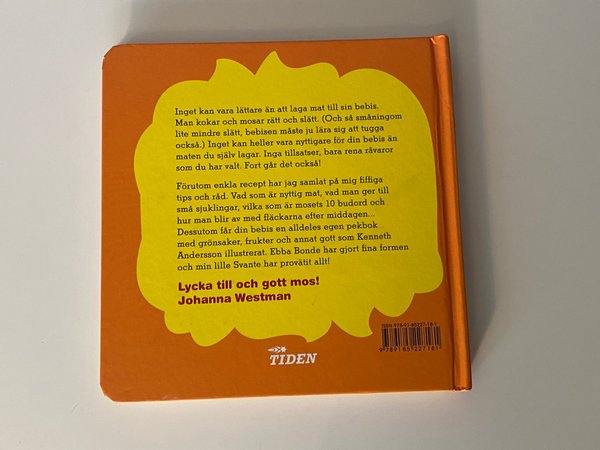 Inget kan vara lättare än att laga mat till sin bebis.
Man kokar och mosar rätt och slätt. (Och så småningom
lite mindre slätt, bebisen måste ju lära sig att tugga
också.) Inget kan heller vara nyttigare för din bebis än
maten du själv lagar. Inga tillsatser, bara rena råvaror
som du har valt. Fort går det också!
Förutom enkla recept har jag samlat på mig fiffiga
tips och råd. Vad som är nyttig mat, vad man ger till
små sjuklingar, vilka som är mosets 10 budord och
hur man blir av med fläckarna efter middagen...
Dessutom får din bebis en alldeles egen pekbok
med grönsaker, frukter och annat gott som Kenneth
Andersson illustrerat. Ebba Bonde har gjort fina formen
och min lille Svante har provätit allt!
Lycka till och gott mos!
Johanna Westman
TIDEN
ISBN 978-91-85227-18-1
9789185227181